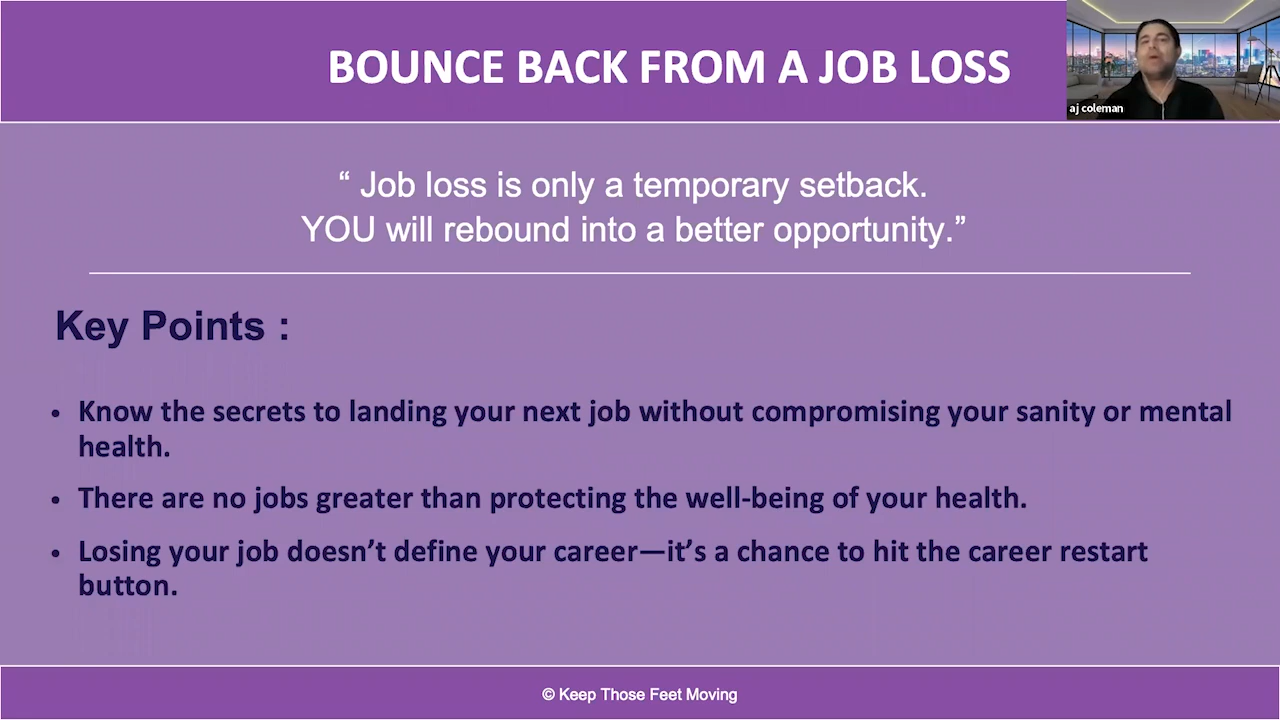 BOUNCE BACK FROM A JOB LOSS
aj coleman
“ Job loss is only a temporary setback.
YOU will rebound into a better opportunity.”
Key Points :
• Know the secrets to landing your next job without compromising your sanity or mental
health.
• There are no jobs greater than protecting the well-being of your health.
• Losing your job doesn’t define your career—it’s a chance to hit the career restart
button.
© Keep Those Feet Moving